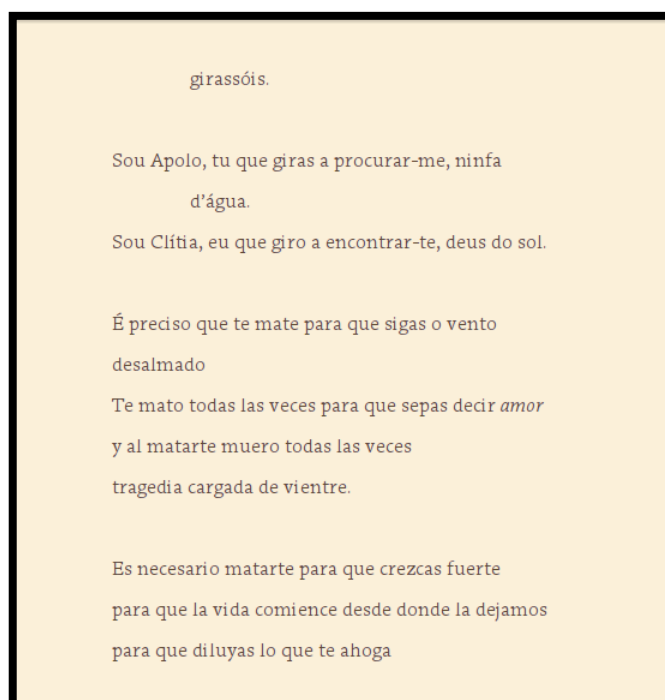 girassóis.
Sou Apolo, tu que giras a procurar-me, ninfa
d’água.
Sou Clítia, eu que giro a encontrar-te, deus do sol.
É preciso que te mate para que sigas o vento
desalmado
Te mato todas las veces para que sepas decir amor
y al matarte muero todas las veces
tragedia cargada de vientre.
Es necesario matarte para que crezcas fuerte
para que la vida comience desde donde la dejamos
para que diluyas lo que te ahoga